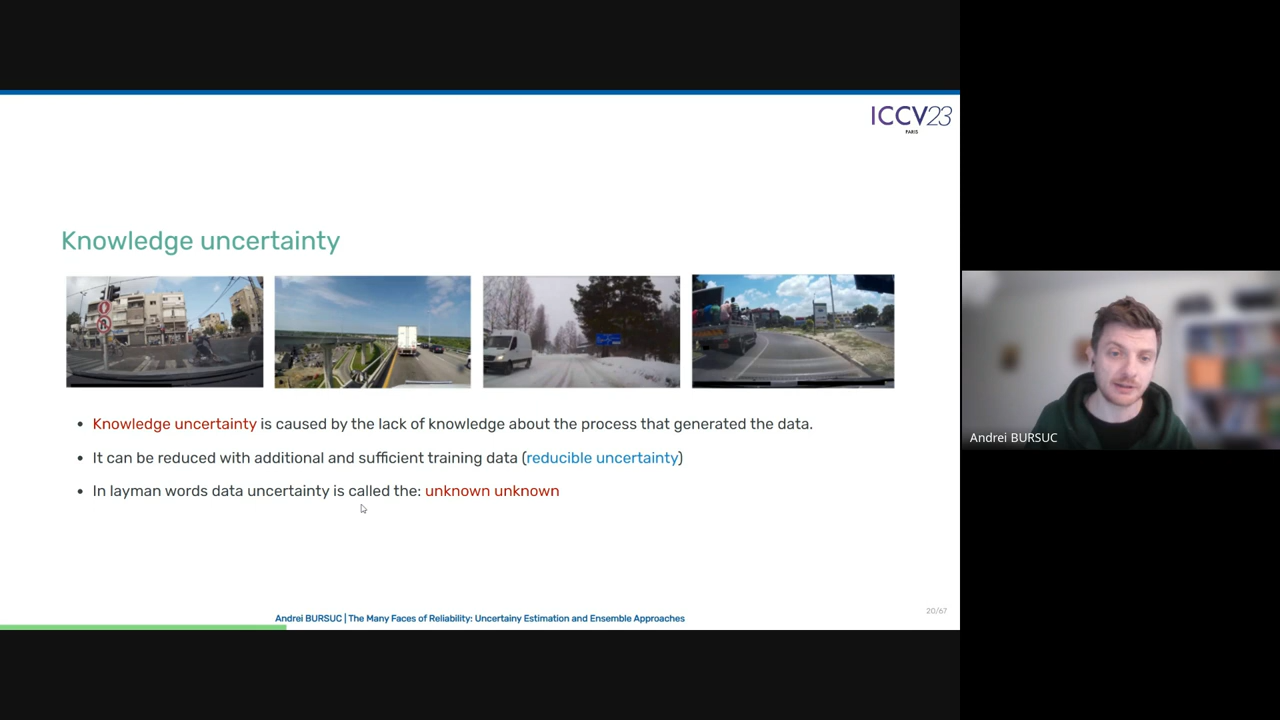 ICCV23
PARIS
Knowledge uncertainty
• Knowledge uncertainty is caused by the lack of knowledge about the process that generated the data.
• It can be reduced with additional and sufficient training data (reducible uncertainty)
• In layman words data uncertainty is called the: unknown unknown
Andrei BURSUC
20/67
Andrei BURSUC | The Many Faces of Reliability: Uncertainy Estimation and Ensemble Approaches